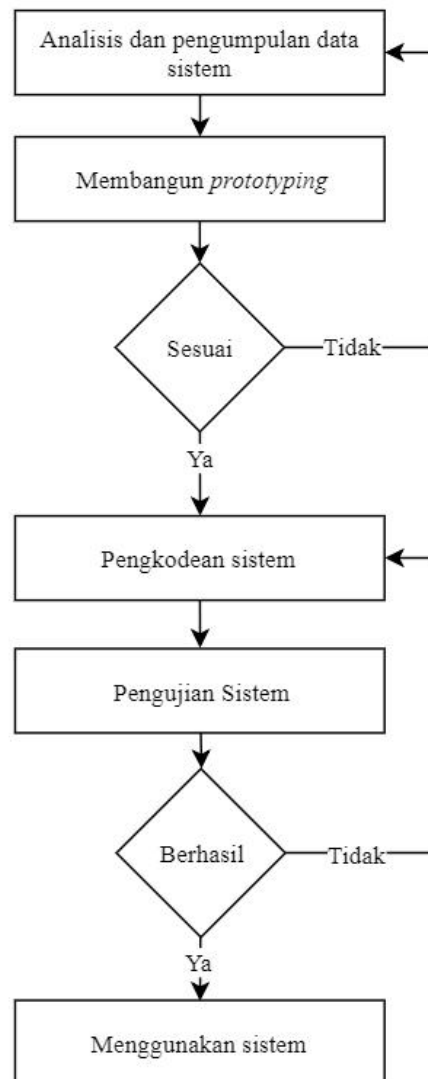 Analisis dan pengumpulan data
sistem
Membangun prototyping
Sesuai
Tidak
Ya
Pengkodean sistem
Pengujian Sistem
Berhasil
Tidak
Ya
Menggunakan sistem